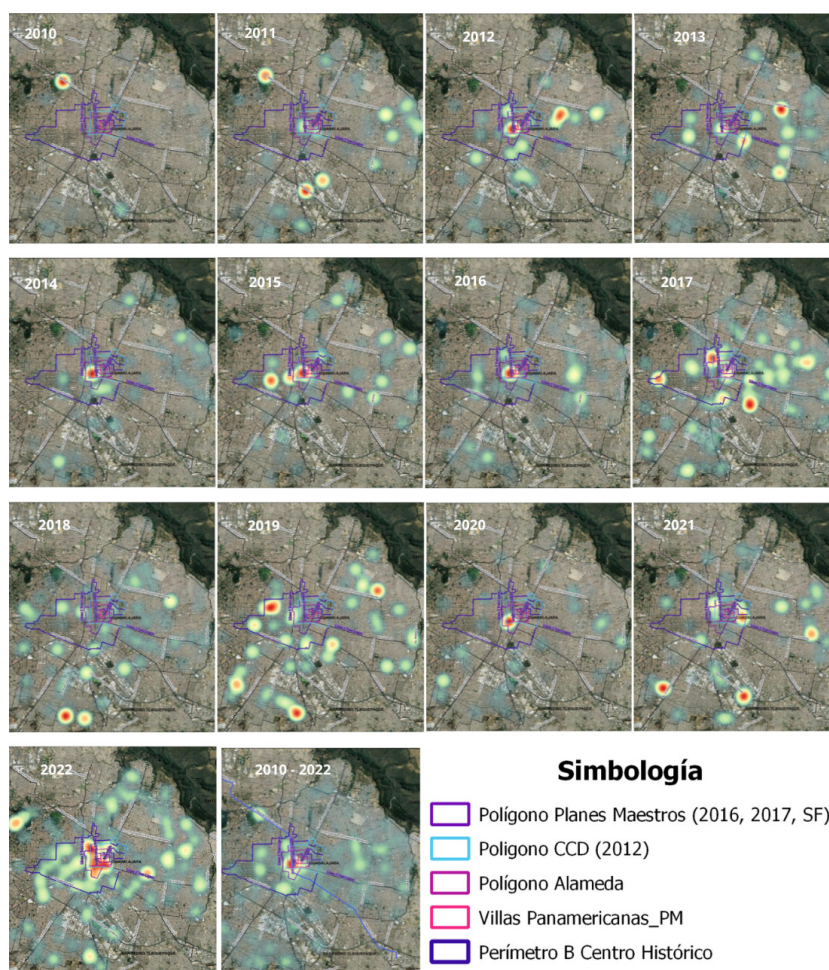 2010
2011
2012
2013
2014
2015
2016
2017
2018
2019
2020
2021
2022
2010 - 2022
Simbología
Polígono Planes Maestros (2016, 2017, SF)
Poligono CCD (2012)
Polígono Alameda
Villas Panamericanas_PM
Perímetro B Centro Histórico